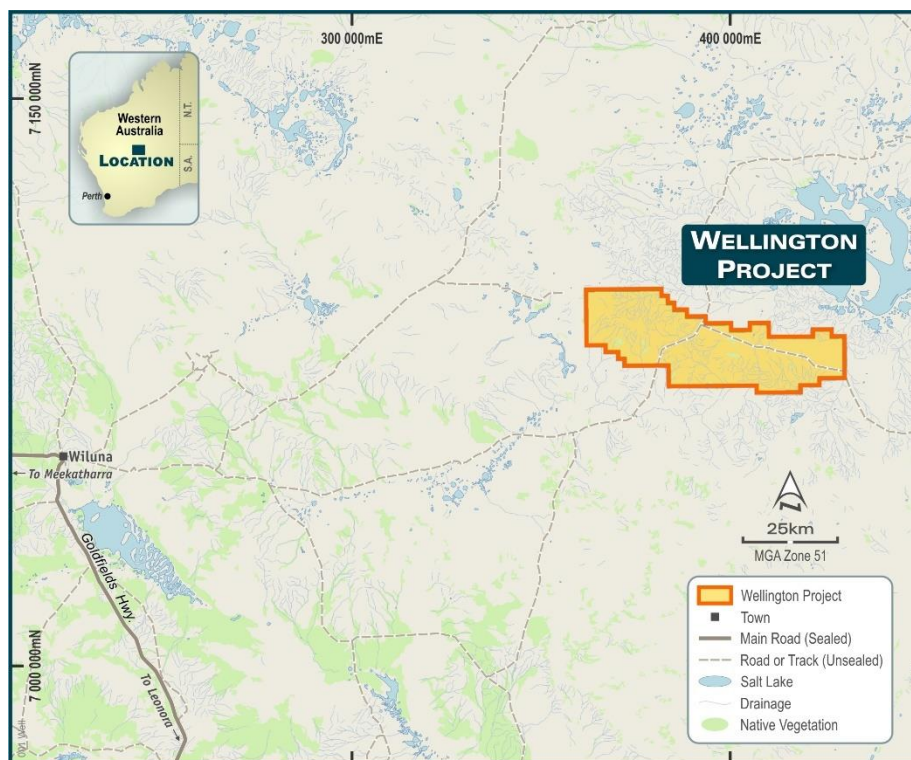 300 000mE
400 000mE
7 150 000mN
Western
Australia
LOCATION
Perth
N.T.
S.A.
WELLINGTON
PROJECT
Wiluna
To Meekatharra
Goldfields Hwy.
To Leonora
7 000 000mN
25km
MGA Zone 51
Wellington Project
Town
Main Road (Sealed)
Road or Track (Unsealed)
Salt Lake
Drainage
Native Vegetation